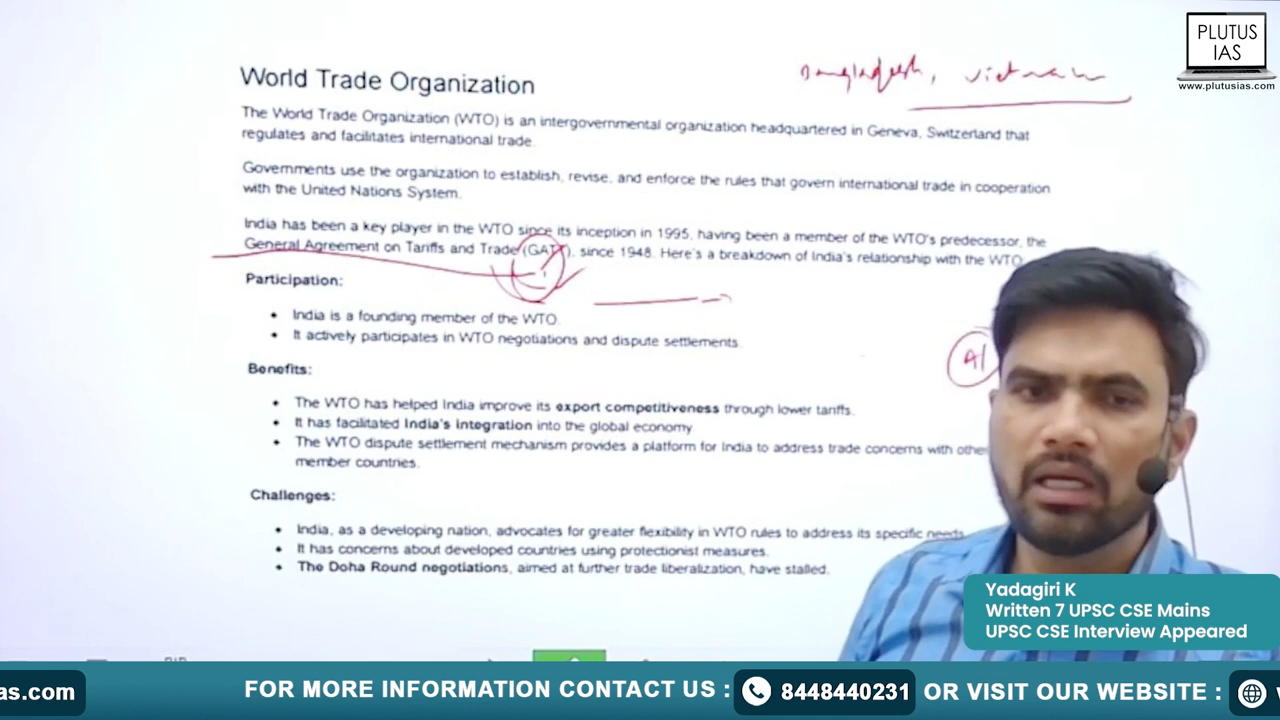 PLUTUS
IAS
www.plutusias.com
Bangladesh, Vietnam
World Trade Organization
The World Trade Organization (WTO) is an intergovernmental organization headquartered in Geneva, Switzerland that
regulates and facilitates international trade.
Governments use the organization to establish, revise, and enforce the rules that govern international trade in cooperation
with the United Nations System.
India has been a key player in the WTO since its inception in 1995, having been a member of the WTO's predecessor, the
General Agreement on Tariffs and Trade (GATT), since 1948. Here's a breakdown of India's relationship with the WTO
Participation:
• India is a founding member of the WTO.
• It actively participates in WTO negotiations and dispute settlements.
AI
Benefits:
• The WTO has helped India improve its export competitiveness through lower tariffs.
• It has facilitated India's integration into the global economy.
• The WTO dispute settlement mechanism provides a platform for India to address trade concerns with othe
member countries.
Challenges:
• India, as a developing nation, advocates for greater flexibility in WTO rules to address its specific needs.
• It has concerns about developed countries using protectionist measures.
• The Doha Round negotiations, aimed at further trade liberalization, have stalled.
Yadagiri K
Written 7 UPSC CSE Mains
UPSC CSE Interview Appeared
as.com FOR MORE INFORMATION CONTACT US : 8448440231 OR VISIT OUR WEBSITE :